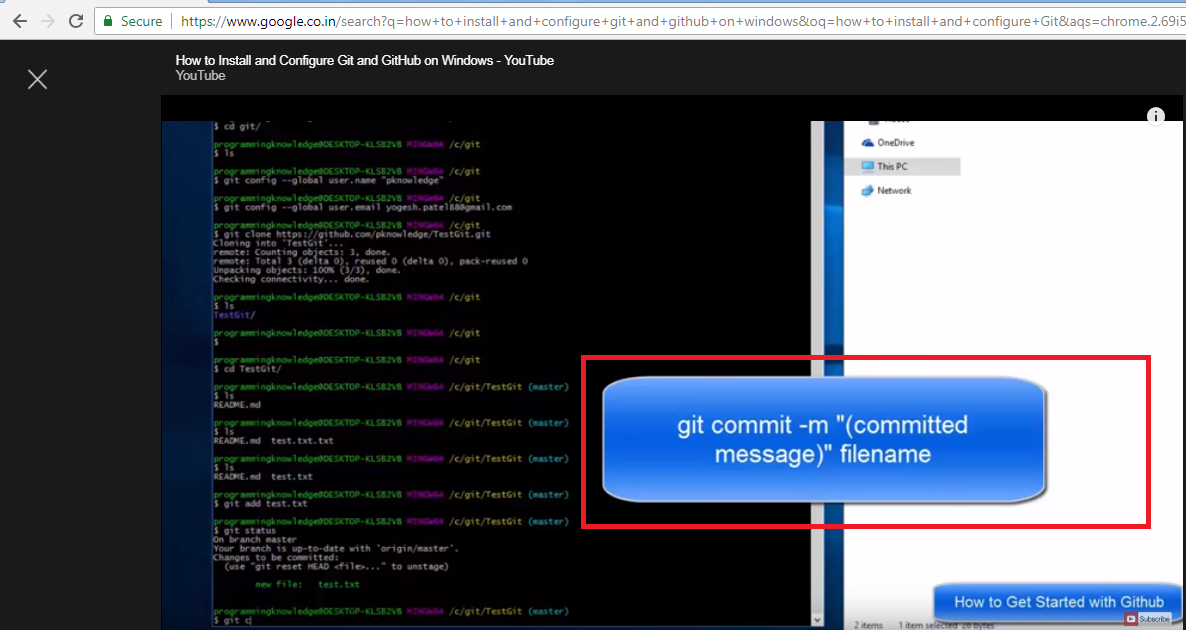 Secure
https://www.google.co.in/search?q=how+to+install+and+configure+git+and+github+on+windows&oq=how+to+install+and+configure+Git&aqs=chrome.2.69i5
How to Install and Configure Git and GitHub on Windows - YouTube
YouTube
$ cd git/
programmingknowledge@DESKTOP-KLSB2VB MINGW64 /c/git
$ ls
programmingknowledge@DESKTOP-KLSB2VB MINGW64 /c/git
$ git config --global user.name "pknowledge"
programmingknowledge@DESKTOP-KLSB2VB MINGW64 /c/git
$ git config --global user.email yogesh.patel88@gmail.com
programmingknowledge@DESKTOP-KLSB2VB MINGW64 /c/git
$ git clone https://github.com/pknowledge/TestGit.git
Cloning into 'TestGit'...
remote: Counting objects: 3, done.
remote: Total 3 (delta 0), reused 0 (delta 0), pack-reused 0
Unpacking objects: 100% (3/3), done.
Checking connectivity... done.
programmingknowledge@DESKTOP-KLSB2VB MINGW64 /c/git
$ ls
TestGit/
programmingknowledge@DESKTOP-KLSB2VB MINGW64 /c/git
$
programmingknowledge@DESKTOP-KLSB2VB MINGW64 /c/git
$ cd TestGit/
programmingknowledge@DESKTOP-KLSB2VB MINGW64 /c/git/TestGit (master)
$ ls
README.md
programmingknowledge@DESKTOP-KLSB2VB MINGW64 /c/git/TestGit (master)
$ ls
README.md test.txt.txt
programmingknowledge@DESKTOP-KLSB2VB MINGW64 /c/git/TestGit (master)
$ ls
README.md test.txt
programmingknowledge@DESKTOP-KLSB2VB MINGW64 /c/git/TestGit (master)
$ git add test.txt
programmingknowledge@DESKTOP-KLSB2VB MINGW64 /c/git/TestGit (master)
$ git status
On branch master
Your branch is up-to-date with 'origin/master'.
Changes to be committed:
(use "git reset HEAD <file>..." to unstage)
new file: test.txt
programmingknowledge@DESKTOP-KLSB2VB MINGW64 /c/git/TestGit (master)
$ git c
OneDrive
This PC
Network
git commit -m "(committed
message)" filename
How to Get Started with Github
Subscribe
2 items 1 item selected 26 bytes